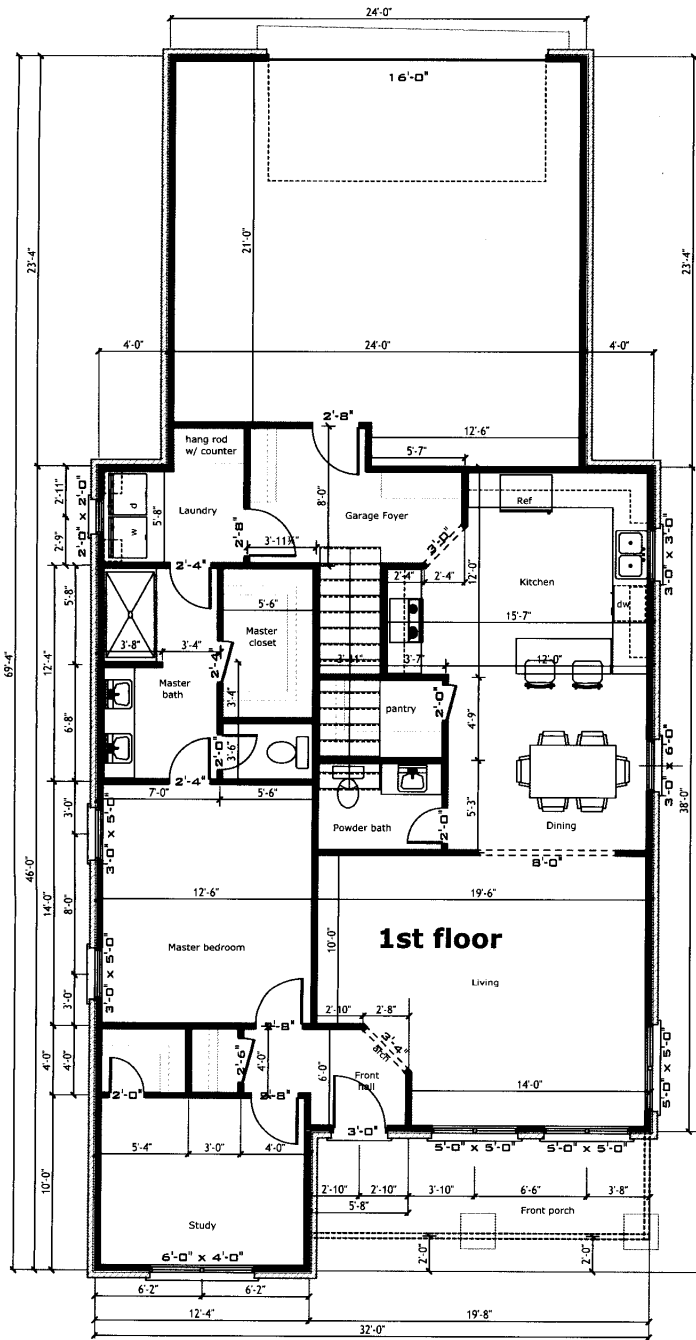 24'-0"
16'-0"
21'-0"
23'-4"
23'-4"
4'-0"
24'-0"
4'-0"
2'-8"
12'-6"
hang rod
w/ counter
5'-7"
2'-11"
2'-0" x 2'-0"
d
5'-8"
Laundry
8'-0"
Garage Foyer
Ref
w
2'-9"
2'-8"
3'-11½"
3'-0"
12'-0"
3'-0" x 3'-0"
2'-4"
2'-4"
2'-4"
Kitchen
5'-8"
5'-6"
dw
15'-7"
Master
closet
3'-8"
3'-4"
2'-4"
3'-11"
3'-7"
12'-0"
69'-4"
12'-4"
Master
bath
3'-4"
pantry
2'-0"
4'-9"
6'-8"
2'-0"
3'-6"
3'-0" x 6'-0"
38'-0"
2'-4"
7'-0"
5'-6"
3'-0"
3'-0" x 5'-0"
Powder bath
2'-0"
5'-3"
Dining
8'-0"
46'-0"
14'-0"
8'-0"
12'-6"
19'-6"
10'-0"
1st floor
Master bedroom
3'-0" x 5'-0"
Living
3'-0"
2'-10"
2'-8"
2'-8"
3'-4"
arch
4'-0"
4'-0"
2'-6"
4'-0"
6'-0"
Front
hall
5'-0" x 5'-0"
2'-0"
2'-8"
14'-0"
3'-0"
5'-0" x 5'-0"
5'-0" x 5'-0"
5'-4"
3'-0"
4'-0"
10'-0"
2'-10"
2'-10"
3'-10"
6'-6"
3'-8"
5'-8"
Front porch
Study
6'-0" x 4'-0"
2'-0"
2'-0"
6'-2"
6'-2"
12'-4"
19'-8"
32'-0"